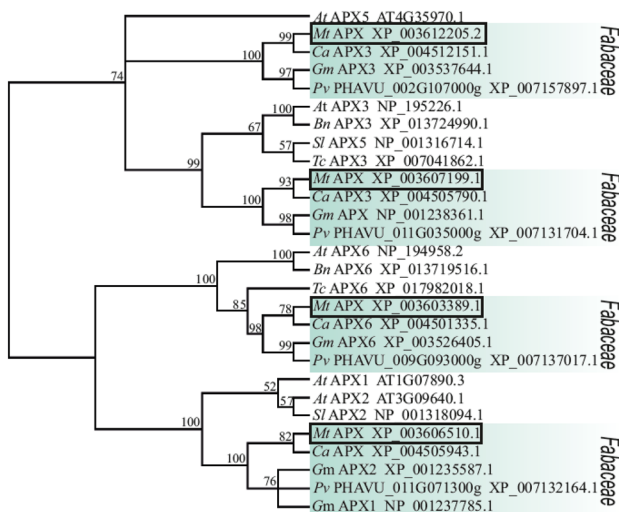 At APX5 AT4G35970.1
Mt APX XP_003612205.2
99
Ca APX3 XP_004512151.1
100
Gm APX3 XP_003537644.1
97
Pv PHAVU_002G107000g XP_007157897.1
Fabaceae
74
At APX3 NP_195226.1
100
Bn APX3 XP_013724990.1
67
Sl APX5 NP_001316714.1
57
Tc APX3 XP_007041862.1
99
Mt APX XP_003607199.1
93
Ca APX3 XP_004505790.1
100
Gm APX NP_001238361.1
98
Pv PHAVU_011G035000g XP_007131704.1
Fabaceae
At APX6 NP_194958.2
100
Bn APX6 XP_013719516.1
100
Tc APX6 XP_017982018.1
85
Mt APX XP_003603389.1
78
Ca APX6 XP_004501335.1
98
Gm APX6 XP_003526405.1
99
Pv PHAVU_009G093000g XP_007137017.1
Fabaceae
At APX1 AT1G07890.3
52
At APX2 AT3G09640.1
57
Sl APX2 NP_001318094.1
100
Mt APX XP_003606510.1
82
Ca APX XP_004505943.1
100
Gm APX2 XP_001235587.1
76
Pv PHAVU_011G071300g XP_007132164.1
Gm APX1 NP_001237785.1
Fabaceae